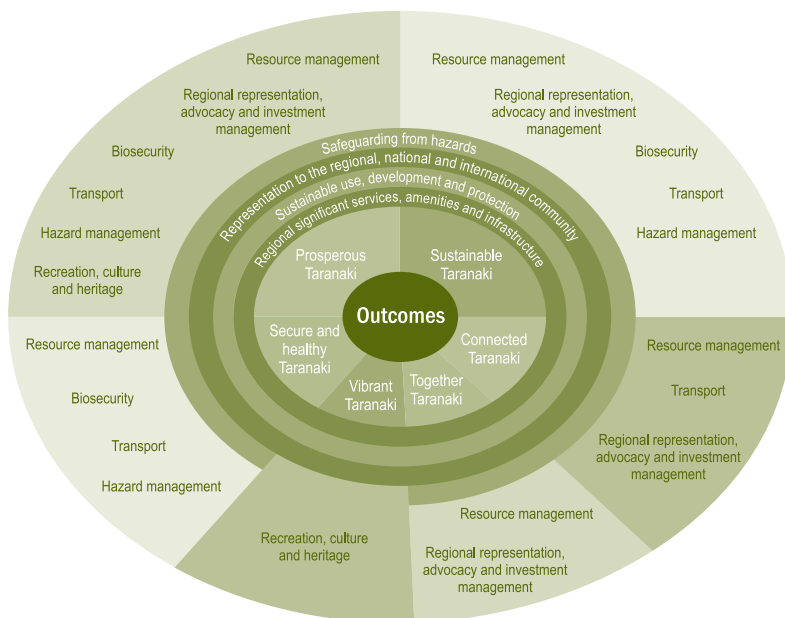 Resource management
Regional representation,
advocacy and investment
management
Biosecurity
Transport
Hazard management
Recreation, culture
and heritage
Resource management
Regional representation,
advocacy and investment
management
Biosecurity
Transport
Hazard management
Safeguarding from hazards
Representation to the regional, national and international community
Sustainable use, development and protection
Regional significant services, amenities and infrastructure
Prosperous
Taranaki
Sustainable
Taranaki
Outcomes
Secure and
healthy
Taranaki
Connected
Taranaki
Vibrant
Taranaki
Together
Taranaki
Resource management
Biosecurity
Transport
Hazard management
Resource management
Transport
Regional representation,
advocacy and investment
management
Recreation, culture
and heritage
Resource management
Regional representation,
advocacy and investment
management